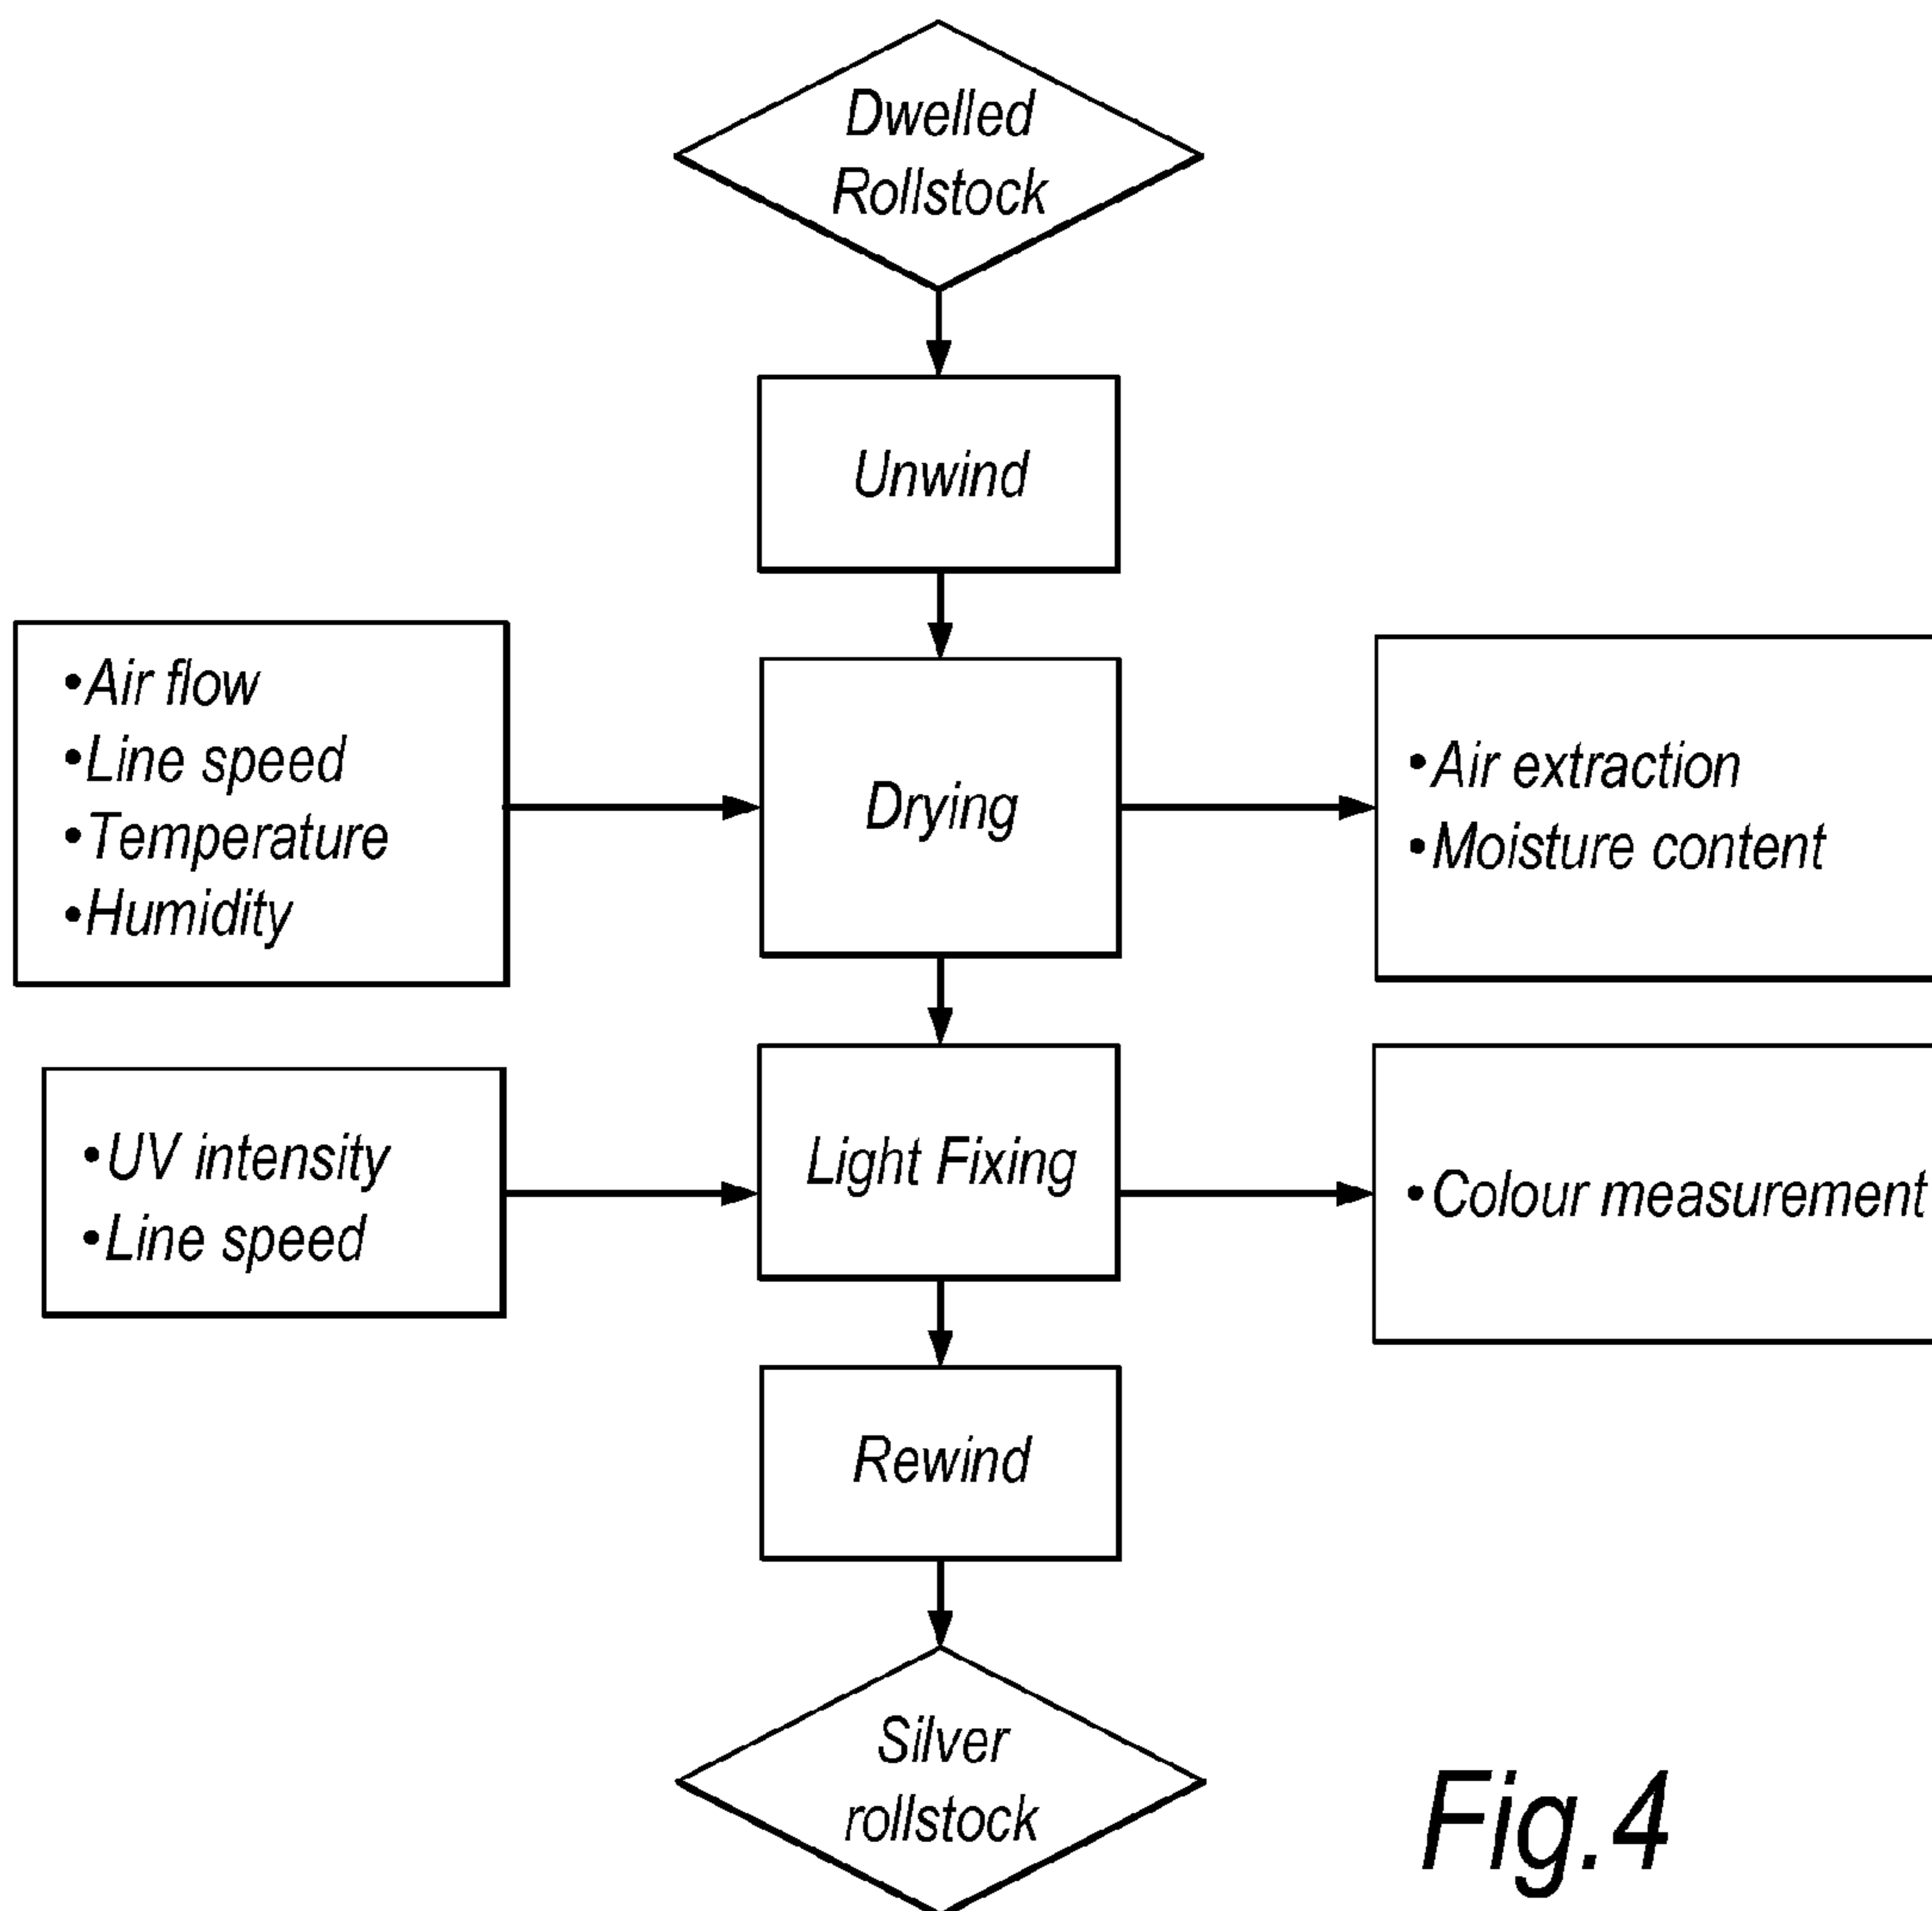 Dwelled
Rollstock
Unwind
•Air flow
•Line speed
•Temperature
•Humidity
Drying
•Air extraction
•Moisture content
•UV intensity
•Line speed
Light Fixing
•Colour measurement
Rewind
Silver
rollstock
Fig.4